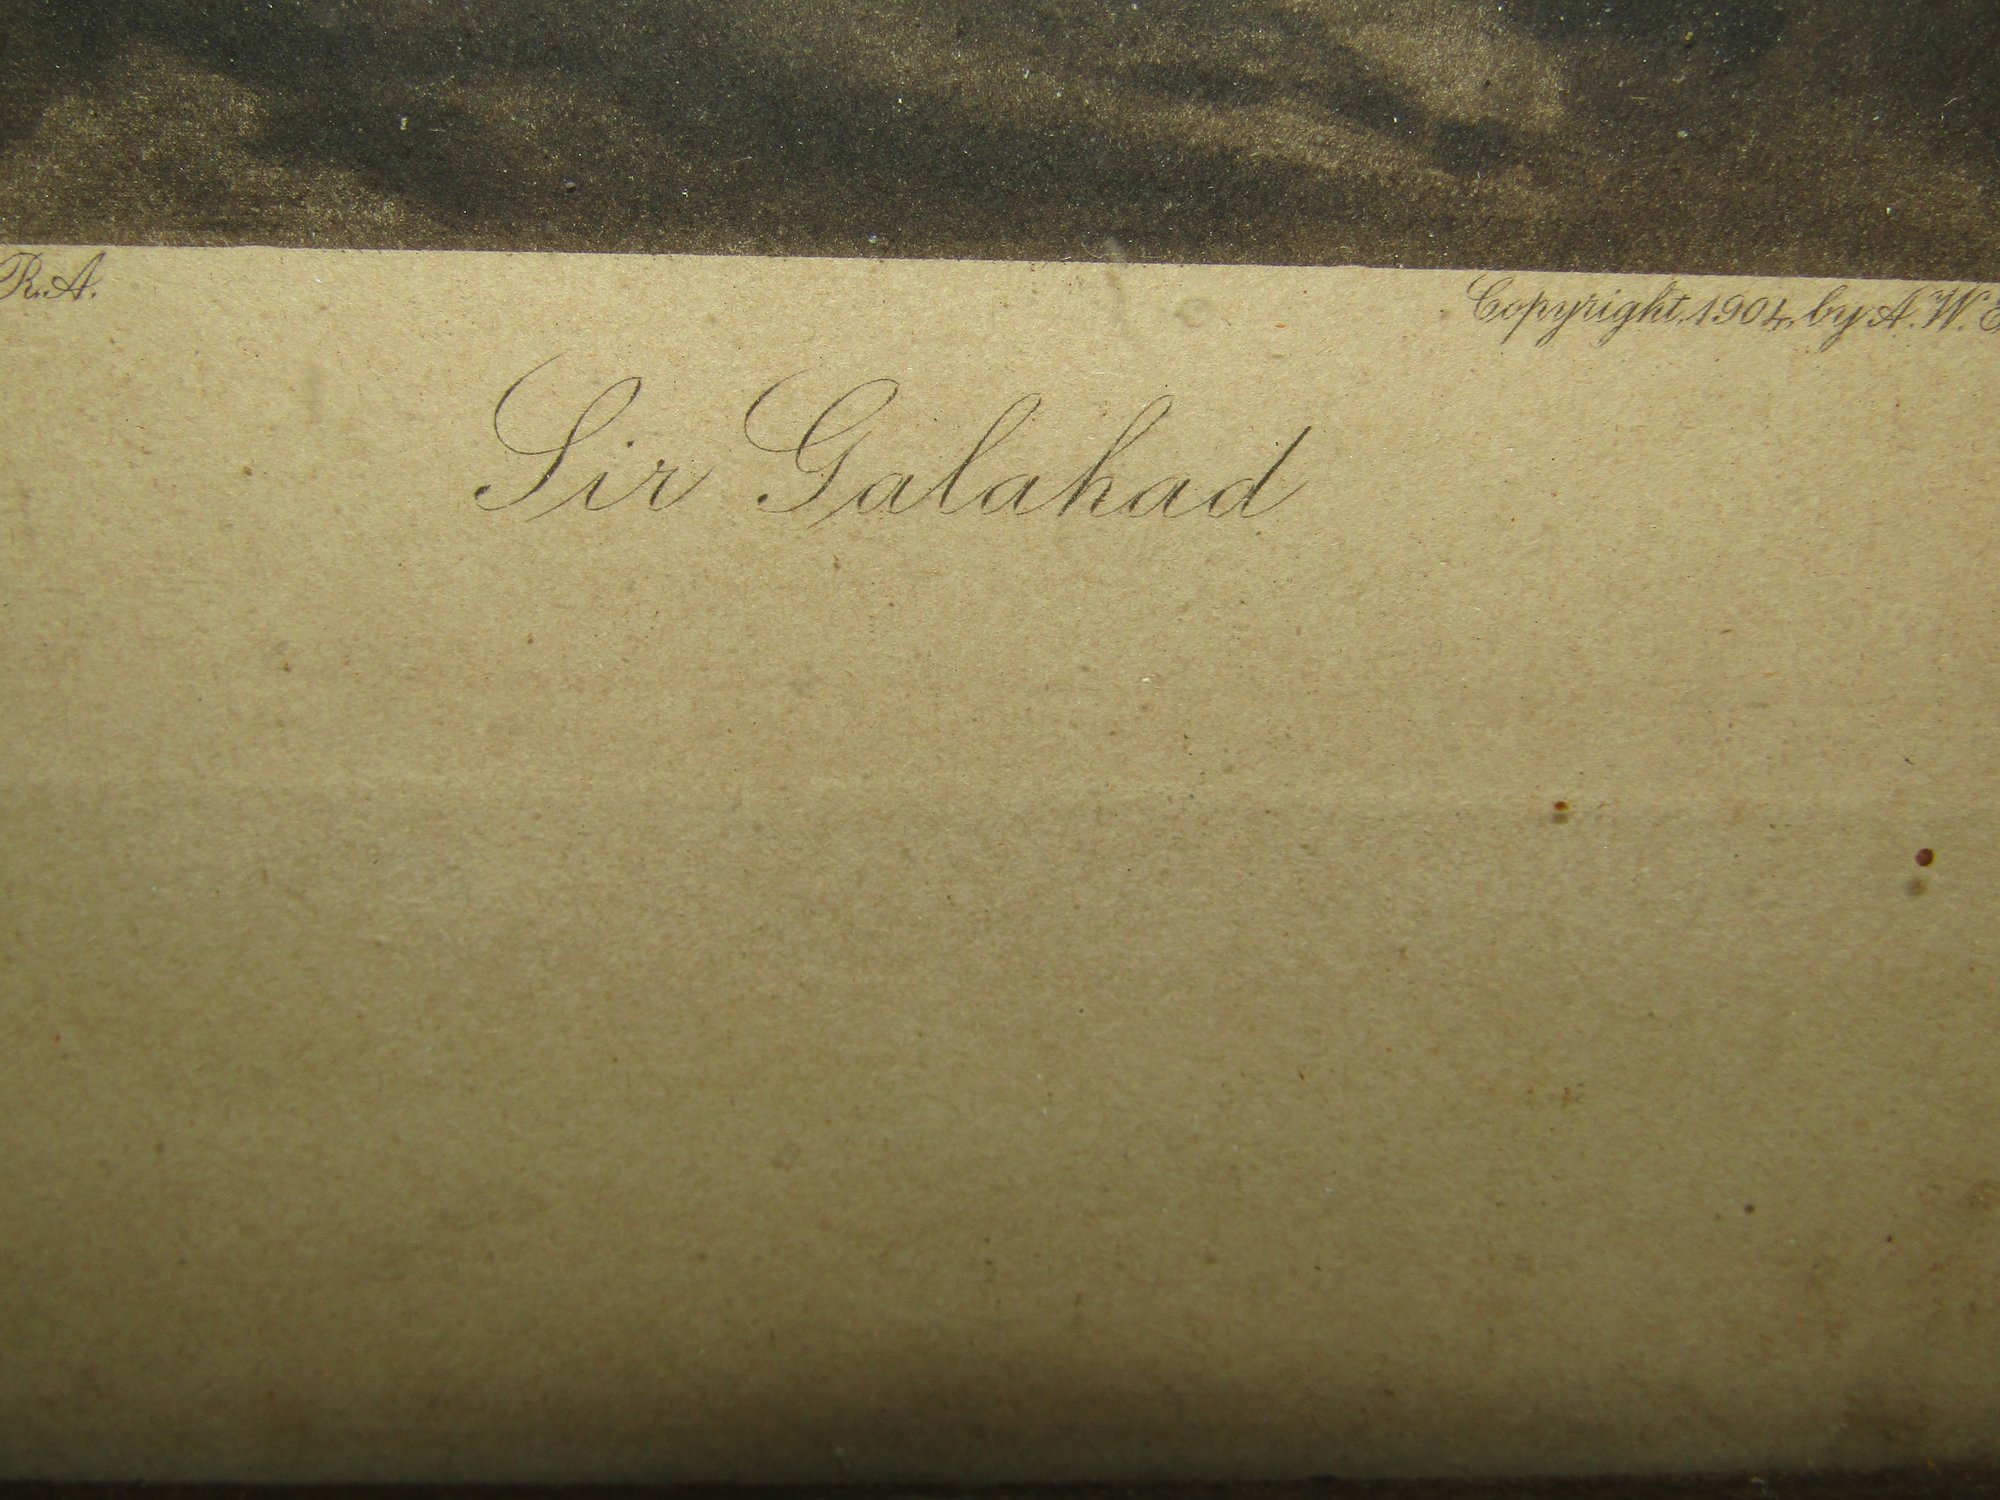 R.A.
Copyright, 1904, by A. W. E
Sir Galahad